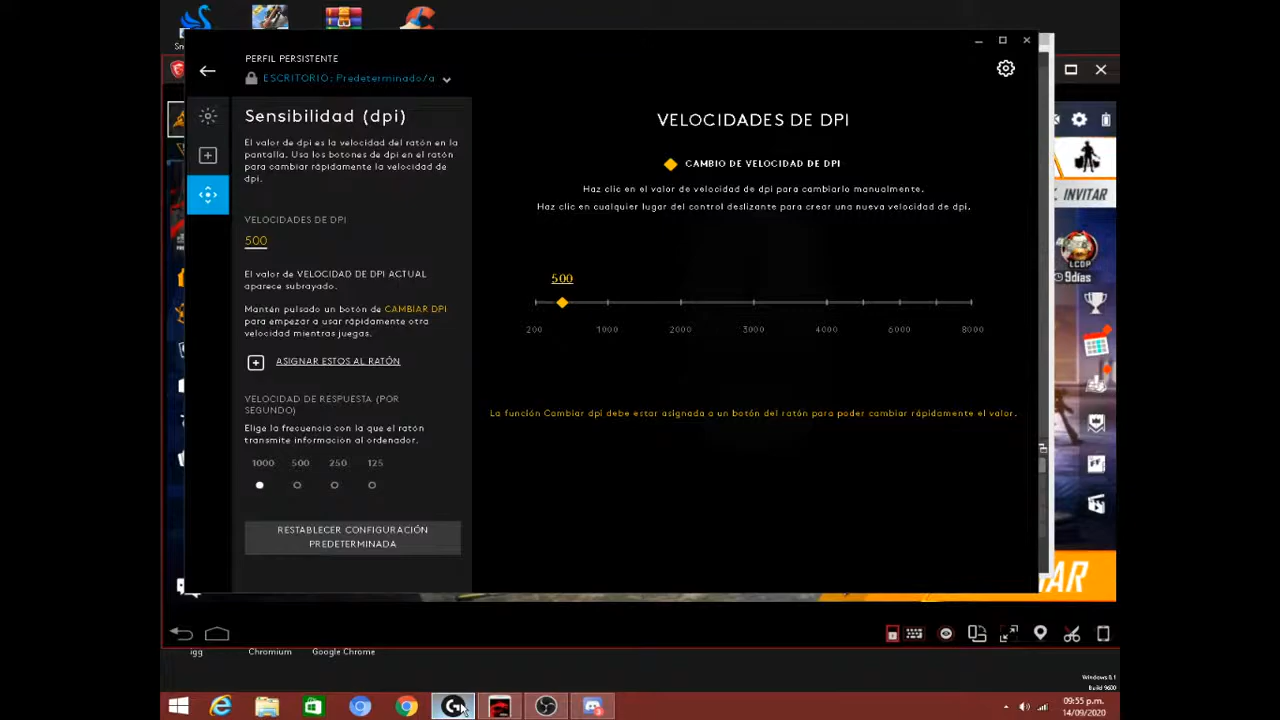 PERFIL PERSISTENTE
ESCRITORIO: Predeterminado/a
Sensibilidad (dpi)
El valor de dpi es la velocidad del ratón en la
pantalla. Usa los botones de dpi en el ratón
para cambiar rápidamente la velocidad de
dpi.
VELOCIDADES DE DPI
500
El valor de VELOCIDAD DE DPI ACTUAL
aparece subrayado.
Mantén pulsado un botón de CAMBIAR DPI
para empezar a usar rápidamente otra
velocidad mientras juegas.
ASIGNAR ESTOS AL RATÓN
VELOCIDAD DE RESPUESTA (POR
SEGUNDO)
Elige la frecuencia con la que el ratón
transmite información al ordenador.
1000 500 250 125
RESTABLECER CONFIGURACIÓN
PREDETERMINADA
VELOCIDADES DE DPI
CAMBIO DE VELOCIDAD DE DPI
Haz clic en el valor de velocidad de dpi para cambiarlo manualmente.
Haz clic en cualquier lugar del control deslizante para crear una nueva velocidad de dpi.
500
200 1000 2000 3000 4000 6000 8000
La función Cambiar dpi debe estar asignada a un botón del ratón para poder cambiar rápidamente el valor.
INVITAR
LCDP
9días
igg
Chromium
Google Chrome
Windows 8.1
Build 9600
09:55 p.m.
14/09/2020